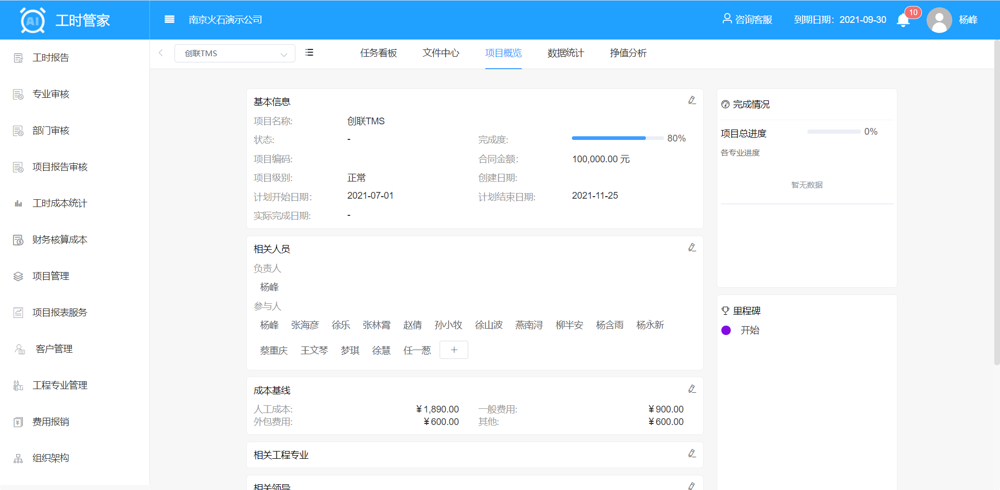 AI 工时管家
南京火石演示公司
咨询客服
到期日期：2021-09-30
10
杨峰
工时报告
专业审核
部门审核
项目报告审核
工时成本统计
财务核算成本
项目管理
项目报表服务
客户管理
工程专业管理
费用报销
组织架构
创联TMS
任务看板 文件中心 项目概览 数据统计 挣值分析
基本信息
项目名称: 创联TMS
状态: - 完成度: 80%
项目编码: 合同金额: 100,000.00 元
项目级别: 正常 创建日期:
计划开始日期: 2021-07-01 计划结束日期: 2021-11-25
实际完成日期: -
相关人员
负责人
杨峰
参与人
杨峰 张海彦 徐乐 张林霄 赵倩 孙小牧 徐山波 燕南浔 柳半安 杨含雨 杨永新
蔡重庆 王文琴 梦琪 徐慧 任一葱 +
成本基线
人工成本: ¥1,890.00 一般费用: ¥900.00
外包费用: ¥600.00 其他: ¥600.00
相关工程专业
相关领导
完成情况
项目总进度 0%
各专业进度
暂无数据
里程碑
开始